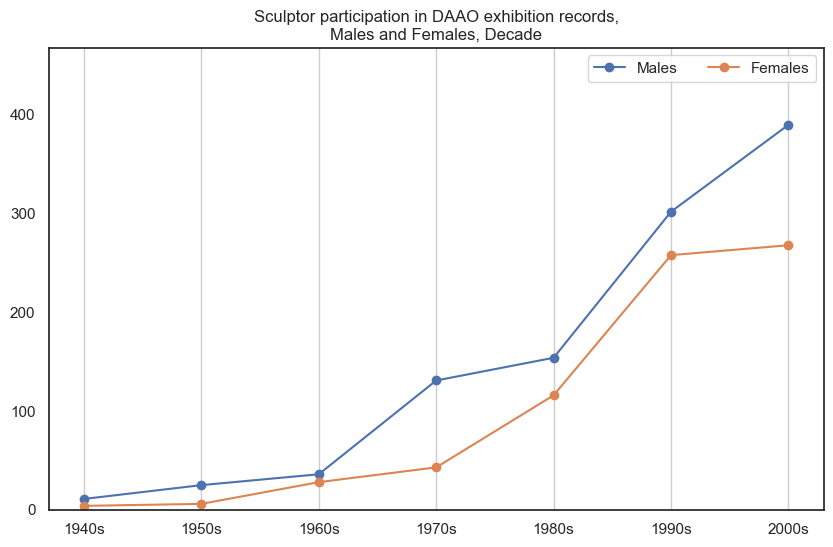 Sculptor participation in DAAO exhibition records,
Males and Females, Decade
Males
Females
400
300
200
100
0
1940s
1950s
1960s
1970s
1980s
1990s
2000s